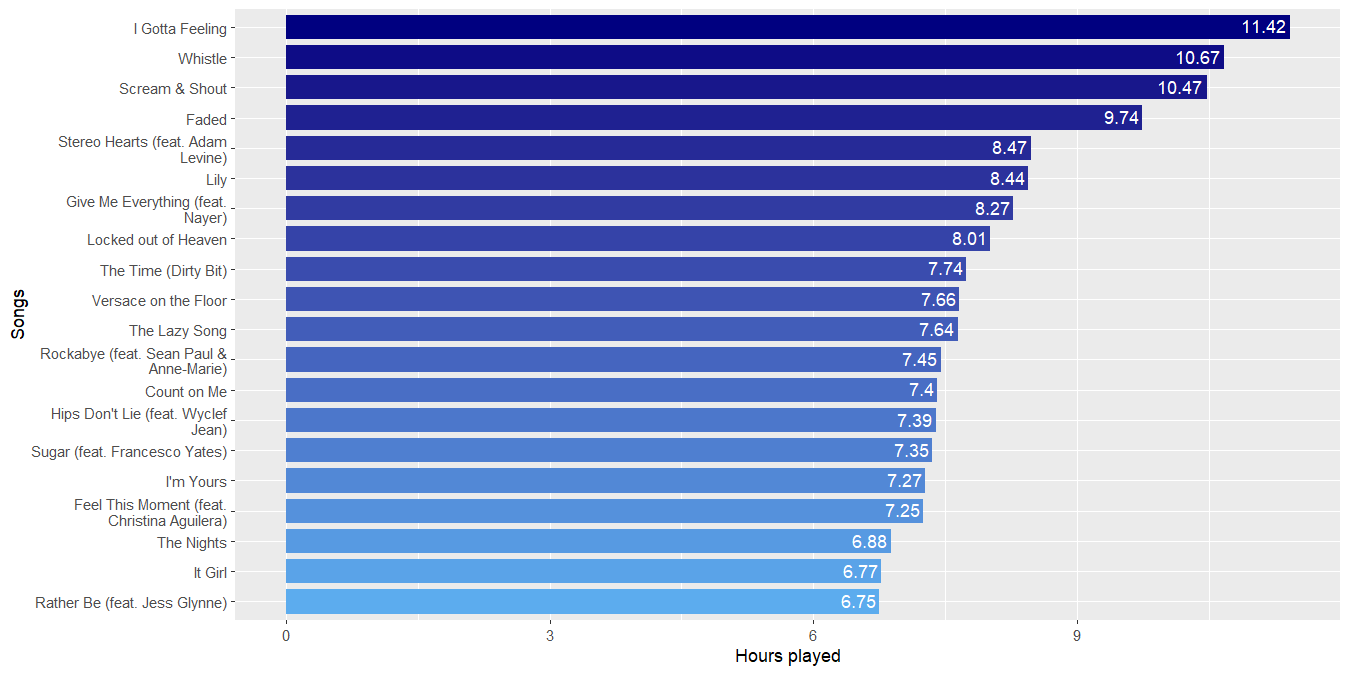 Songs
I Gotta Feeling
11.42
Whistle
10.67
Scream & Shout
10.47
Faded
9.74
Stereo Hearts (feat. Adam
Levine)
8.47
Lily
8.44
Give Me Everything (feat.
Nayer)
8.27
Locked out of Heaven
8.01
The Time (Dirty Bit)
7.74
Versace on the Floor
7.66
The Lazy Song
7.64
Rockabye (feat. Sean Paul &
Anne-Marie)
7.45
Count on Me
7.4
Hips Don't Lie (feat. Wyclef
Jean)
7.39
Sugar (feat. Francesco Yates)
7.35
I'm Yours
7.27
Feel This Moment (feat.
Christina Aguilera)
7.25
The Nights
6.88
It Girl
6.77
Rather Be (feat. Jess Glynne)
6.75
0 3 6 9
Hours played